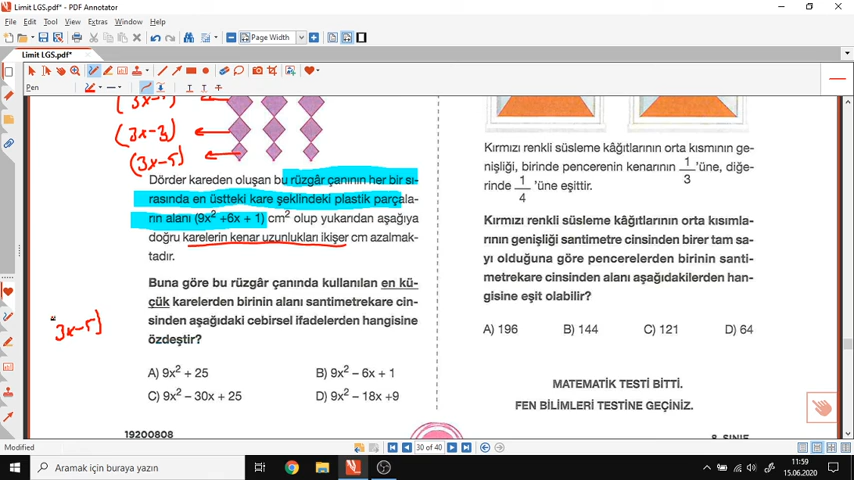 Limit LGS.pdf* - PDF Annotator
File Edit Tool View Extras Window Help
Page Width
Limit LGS.pdf*
Pen
(3x-3)
(3x-5)
Dörder kareden oluşan bu rüzgâr çanının her bir sı-
rasında en üstteki kare şeklindeki plastik parçala-
rın alanı (9x² +6x + 1) cm² olup yukarıdan aşağıya
doğru karelerin kenar uzunlukları ikişer cm azalmak-
tadır.
Buna göre bu rüzgâr çanında kullanılan en kü-
çük karelerden birinin alanı santimetrekare cin-
sinden aşağıdaki cebirsel ifadelerden hangisine
özdeştir?
3x-5)
A) 9x² + 25 B) 9x² – 6x + 1
C) 9x² – 30x + 25 D) 9x² – 18x +9
19200808
Kırmızı renkli süsleme kâğıtlarının orta kısmının ge-
nişliği, birinde pencerenin kenarının 1/3'üne, diğe-
rinde 1/4'üne eşittir.
Kırmızı renkli süsleme kâğıtlarının orta kısımla-
rının genişliği santimetre cinsinden birer tam sa-
yı olduğuna göre pencerelerden birinin santi-
metrekare cinsinden alanı aşağıdakilerden han-
gisine eşit olabilir?
A) 196 B) 144 C) 121 D) 64
MATEMATİK TESTİ BİTTİ.
FEN BİLİMLERİ TESTİNE GEÇİNİZ.
8. SINIF
Modified
30 of 40
Aramak için buraya yazın
11:59
15.06.2020